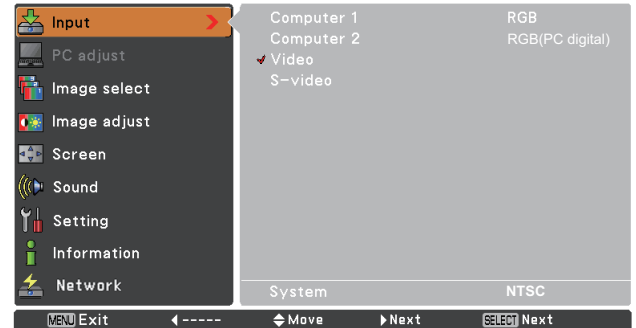 Input
PC adjust
Image select
Image adjust
Screen
Sound
Setting
Information
Network
Computer 1 RGB
Computer 2 RGB(PC digital)
Video
S-video
System NTSC
MENU Exit ----- Move Next SELECT Next